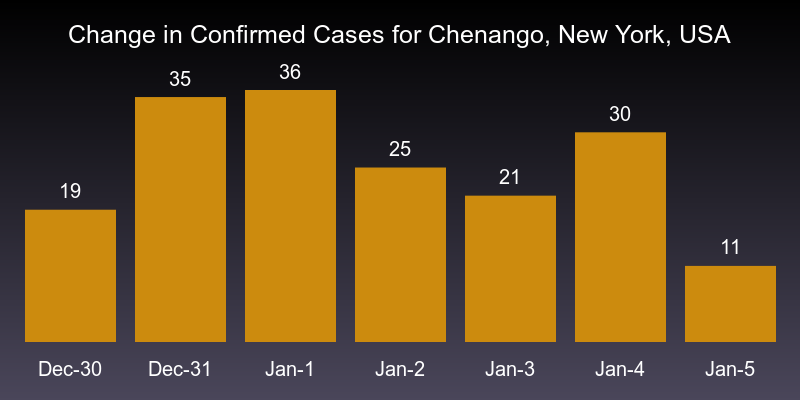 Change in Confirmed Cases for Chenango, New York, USA
19 35 36 25 21 30 11
Dec-30 Dec-31 Jan-1 Jan-2 Jan-3 Jan-4 Jan-5